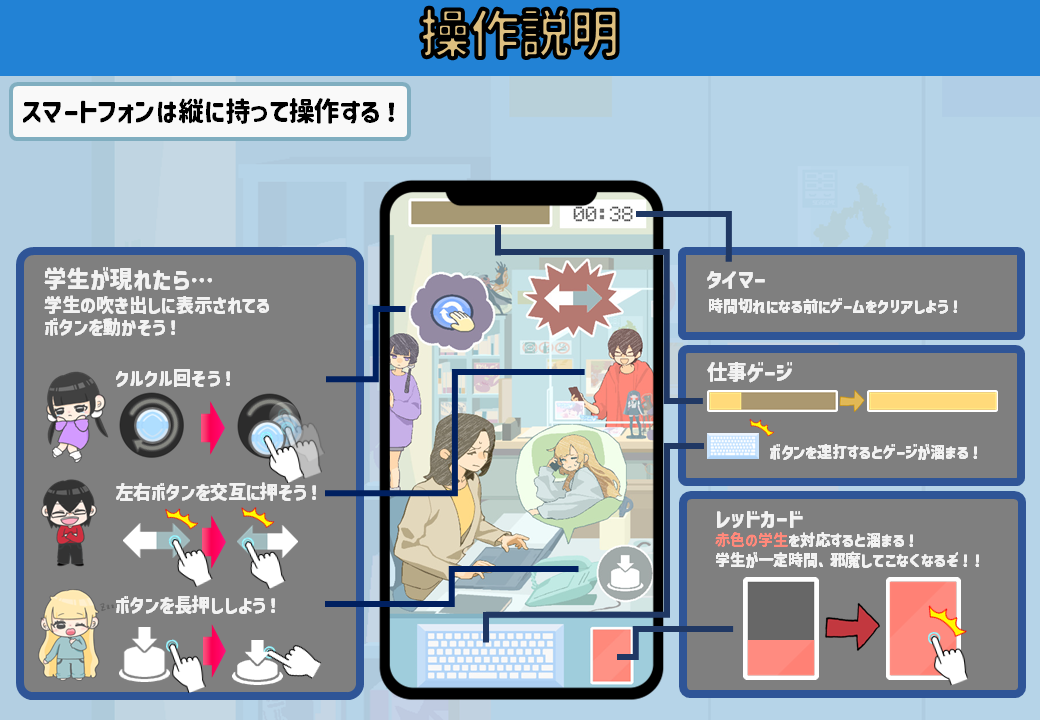 操作説明
スマートフォンは縦に持って操作する！
00:38
学生が現れたら…
学生の吹き出しに表示されてる
ボタンを動かそう！
クルクル回そう！
左右ボタンを交互に押そう！
ボタンを長押ししよう！
タイマー
時間切れになる前にゲームをクリアしよう！
仕事ゲージ
ボタンを連打するとゲージが溜まる！
レッドカード
赤色の学生を対応すると溜まる！
学生が一定時間、邪魔してこなくなるぞ！！